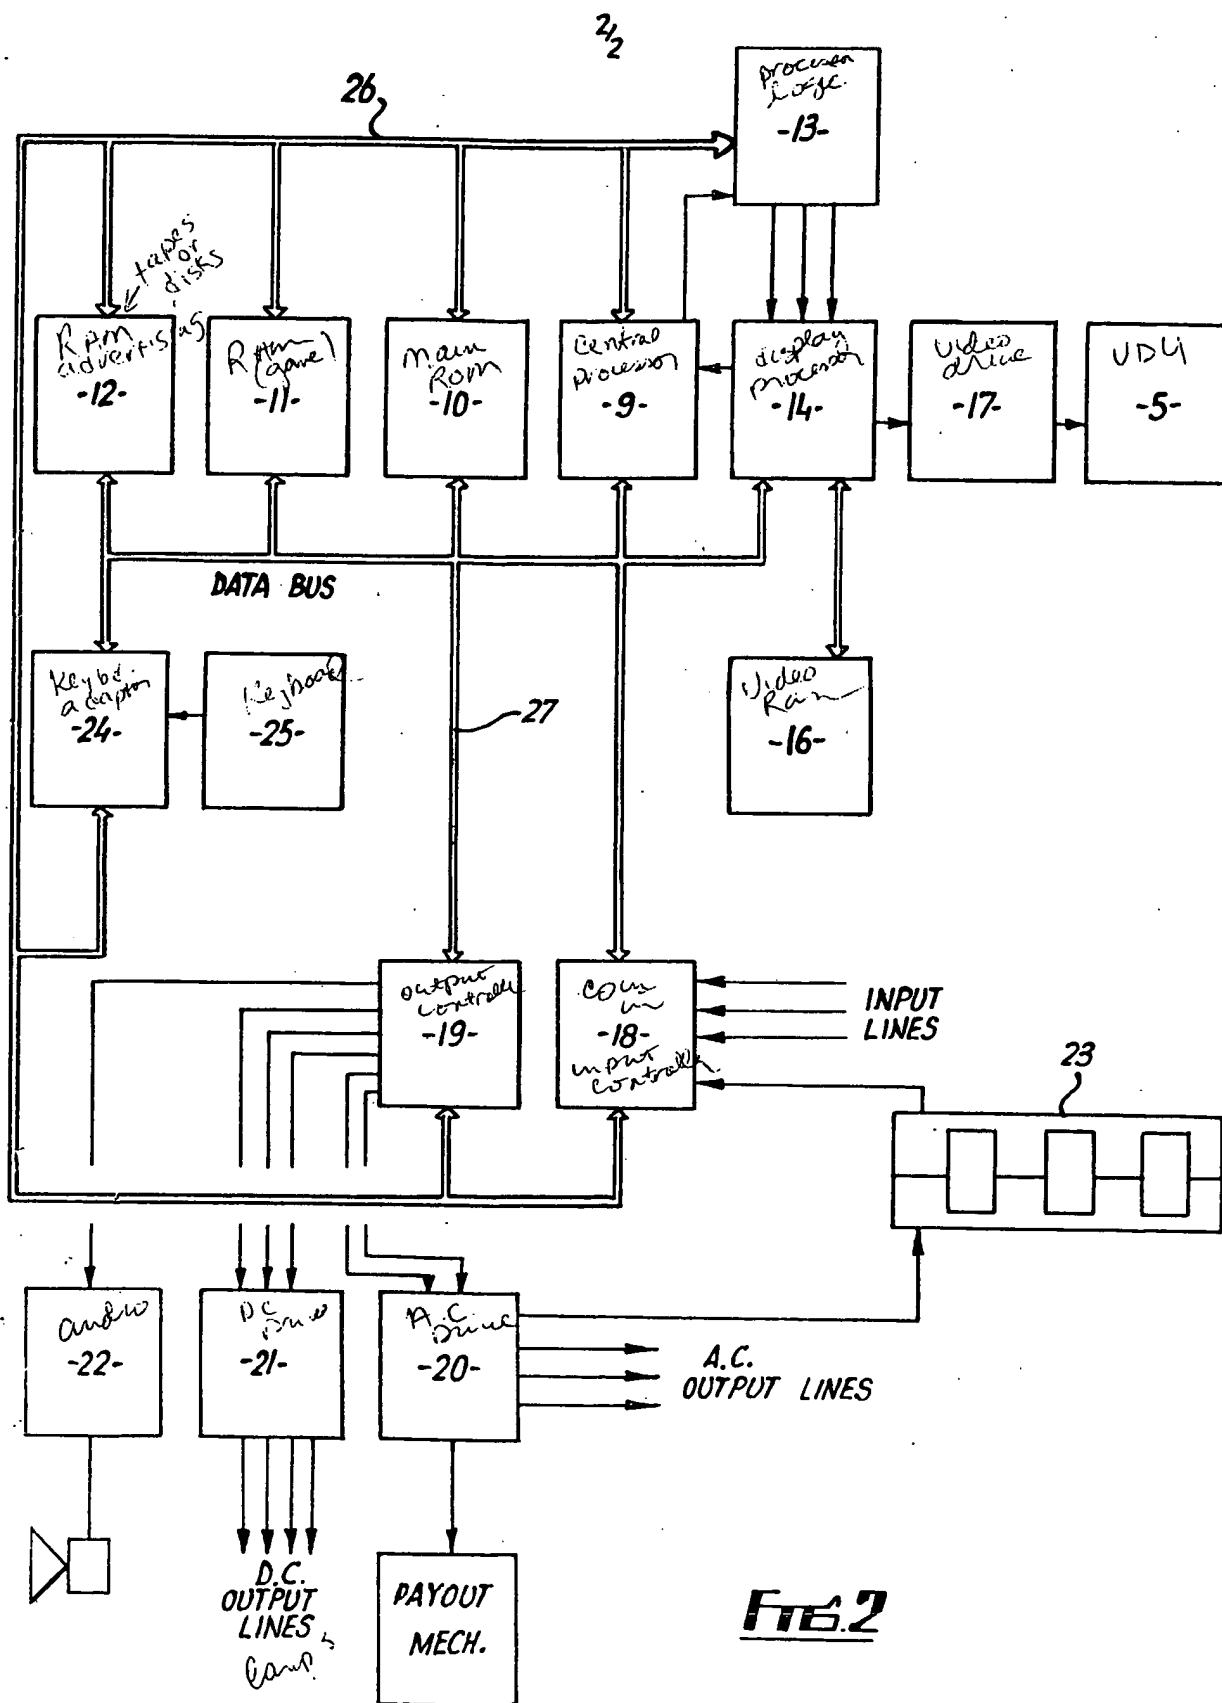 2/2
26
processor
Logic
-13-
tapes
or
disks
RAM
advertising
-12-
RAM
(game)
-11-
Main
ROM
-10-
Central
processor
-9-
display
processor
-14-
Video
drive
-17-
VDU
-5-
DATA BUS
Keybd.
-24-
Keyboard
-25-
27
Video
Ram
-16-
output
controller
-19-
-18-
input
controller
INPUT
LINES
23
audio
-22-
DC
Drive
-21-
A.C.
Drive
-20-
A.C.
OUTPUT LINES
D.C.
OUTPUT
LINES
Lamps
PAYOUT
MECH.
FIG.2